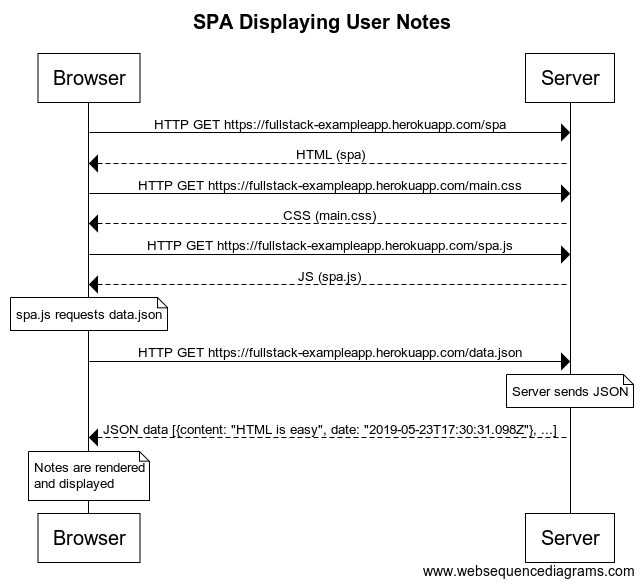 SPA Displaying User Notes
Browser
Server
HTTP GET https://fullstack-exampleapp.herokuapp.com/spa
HTML (spa)
HTTP GET https://fullstack-exampleapp.herokuapp.com/main.css
CSS (main.css)
HTTP GET https://fullstack-exampleapp.herokuapp.com/spa.js
JS (spa.js)
spa.js requests data.json
HTTP GET https://fullstack-exampleapp.herokuapp.com/data.json
Server sends JSON
JSON data [{content: "HTML is easy", date: "2019-05-23T17:30:31.098Z"}, ...]
Notes are rendered
and displayed
Browser
Server
www.websequencediagrams.com